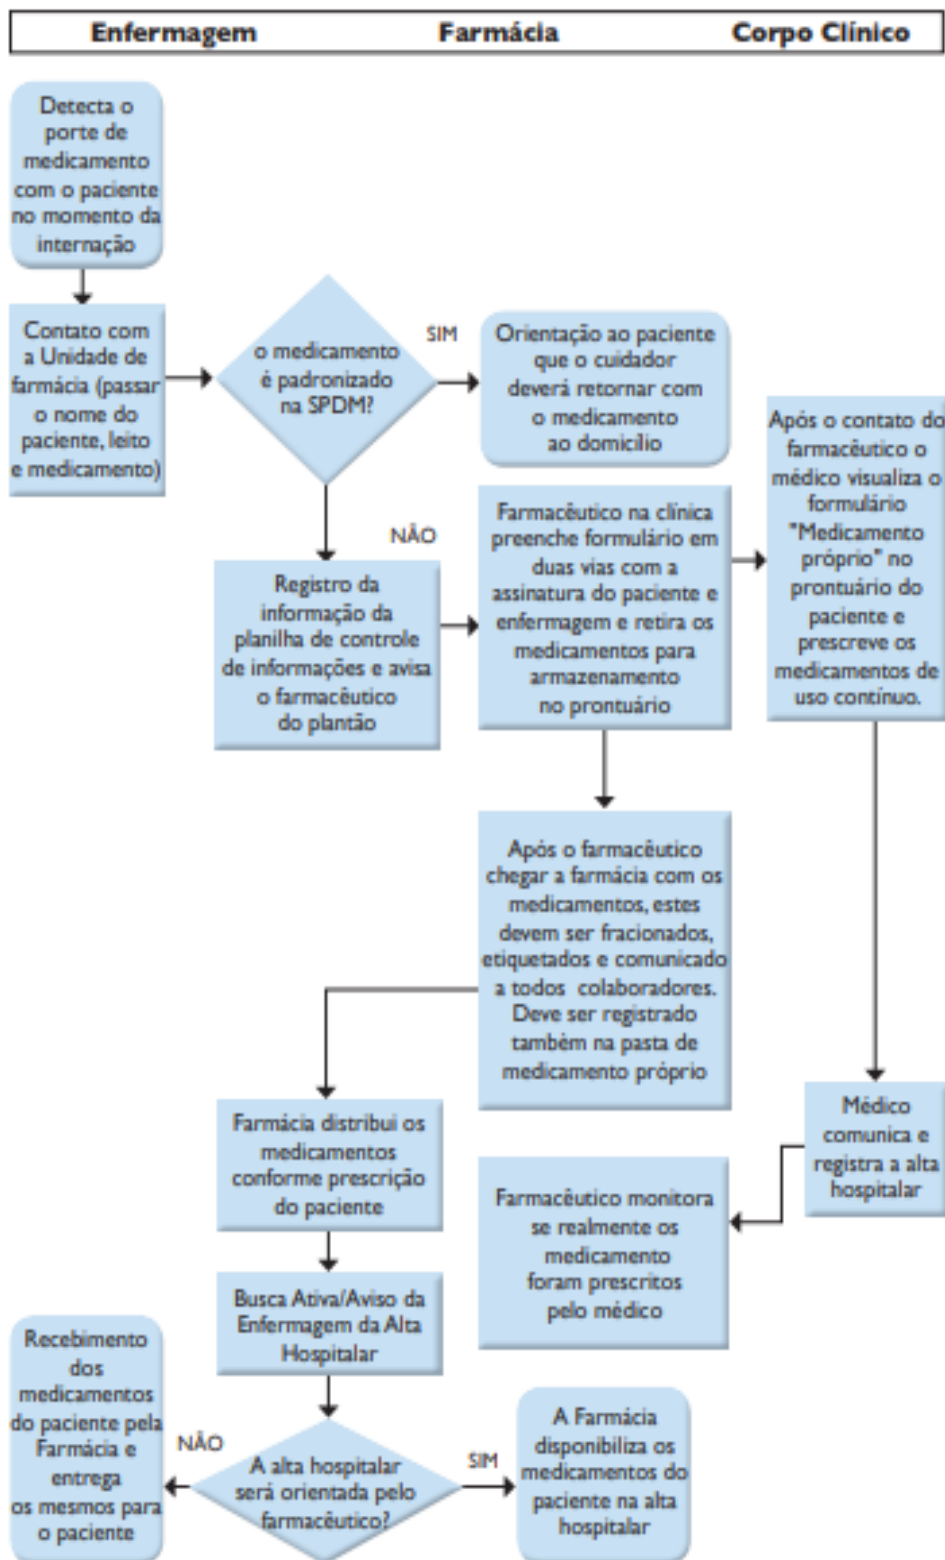 Enfermagem Farmácia Corpo Clínico
Detecta o
porte de
medicamento
com o paciente
no momento da
internação
Contato com
a Unidade de
farmácia (passar
o nome do
paciente, leito
e medicamento)
o medicamento
é padronizado
na SPDM?
SIM
Orientação ao paciente
que o cuidador
deverá retornar com
o medicamento
ao domicílio
NÃO
Registro da
informação da
planilha de controle
de informações e avisa
o farmacêutico
do plantão
Farmacêutico na clínica
preenche formulário em
duas vias com a
assinatura do paciente e
enfermagem e retira os
medicamentos para
armazenamento
no prontuário
Após o contato do
farmacêutico o
médico visualiza o
formulário
"Medicamento
próprio" no
prontuário do
paciente e
prescreve os
medicamentos de
uso contínuo.
Após o farmacêutico
chegar a farmácia com os
medicamentos, estes
devem ser fracionados,
etiquetados e comunicado
a todos colaboradores.
Deve ser registrado
também na pasta de
medicamento próprio
Médico
comunica e
registra a alta
hospitalar
Farmácia distribui os
medicamentos
conforme prescrição
do paciente
Farmacêutico monitora
se realmente os
medicamento
foram prescritos
pelo médico
Busca Ativa/Aviso da
Enfermagem da Alta
Hospitalar
A alta hospitalar
será orientada pelo
farmacêutico?
NÃO
Recebimento
dos
medicamentos
do paciente pela
Farmácia e
entrega
os mesmos para
o paciente
SIM
A Farmácia
disponibiliza os
medicamentos do
paciente na alta
hospitalar